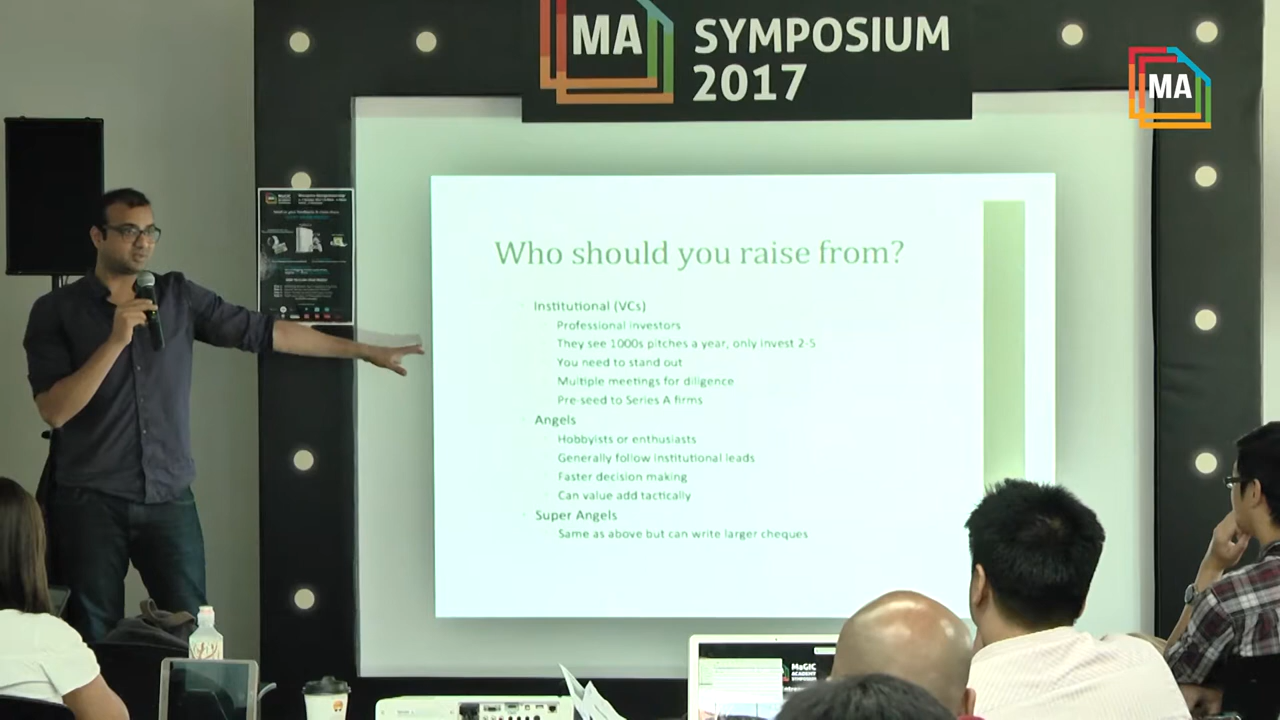 MA
SYMPOSIUM
2017
MA
Who should you raise from?
Institutional (VCs)
Professional investors
They see 1000s pitches a year, only invest 2-5
You need to stand out
Multiple meetings for diligence
Pre-seed to Series A firms
Angels
Hobbyists or enthusiasts
Generally follow institutional leads
Faster decision making
Can value add tactically
Super Angels
Same as above but can write larger cheques
MaGIC
ACADEMY
SYMPOSIUM